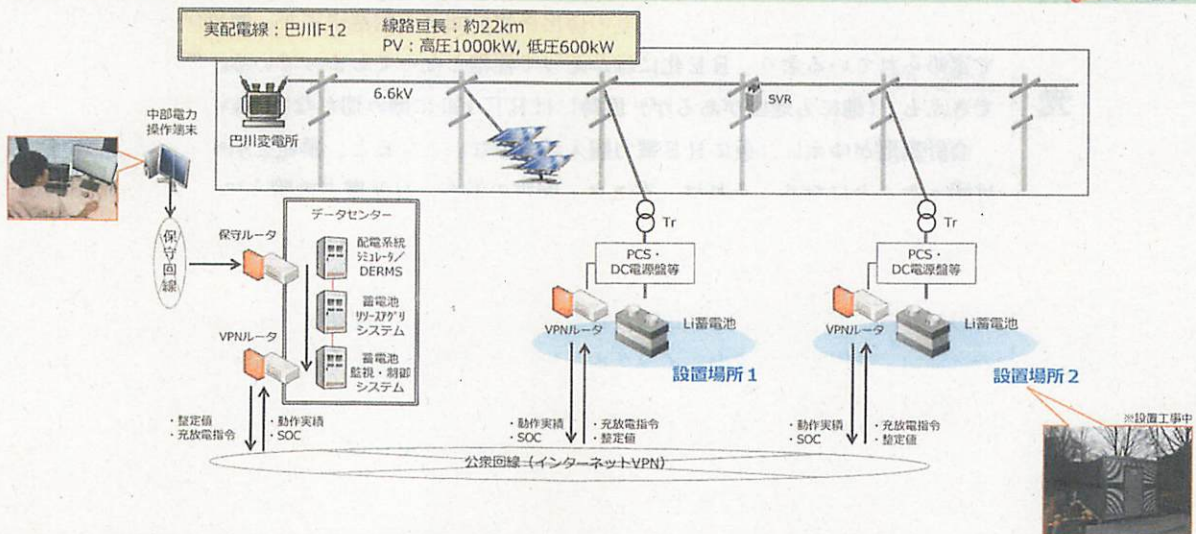 実配電線:巴川F12
線路亘長:約22km
PV:高圧1000kW, 低圧600kW
6.6kV
SVR
巴川変電所
中部電力
操作端末
保守回線
データセンター
保守ルータ
配電系統
シミュレータ/
DERMS
蓄電池
リソースアグリ
システム
VPNルータ
蓄電池
監視・制御
システム
Tr
PCS・
DC電源盤等
VPNルータ
Li蓄電池
設置場所1
Tr
PCS・
DC電源盤等
VPNルータ
Li蓄電池
設置場所2
※設置工事中
・整定値
・充放電指令
・動作実績
・SOC
・動作実績
・SOC
・充放電指令
・整定値
・動作実績
・SOC
・充放電指令
・整定値
公衆回線(インターネットVPN)